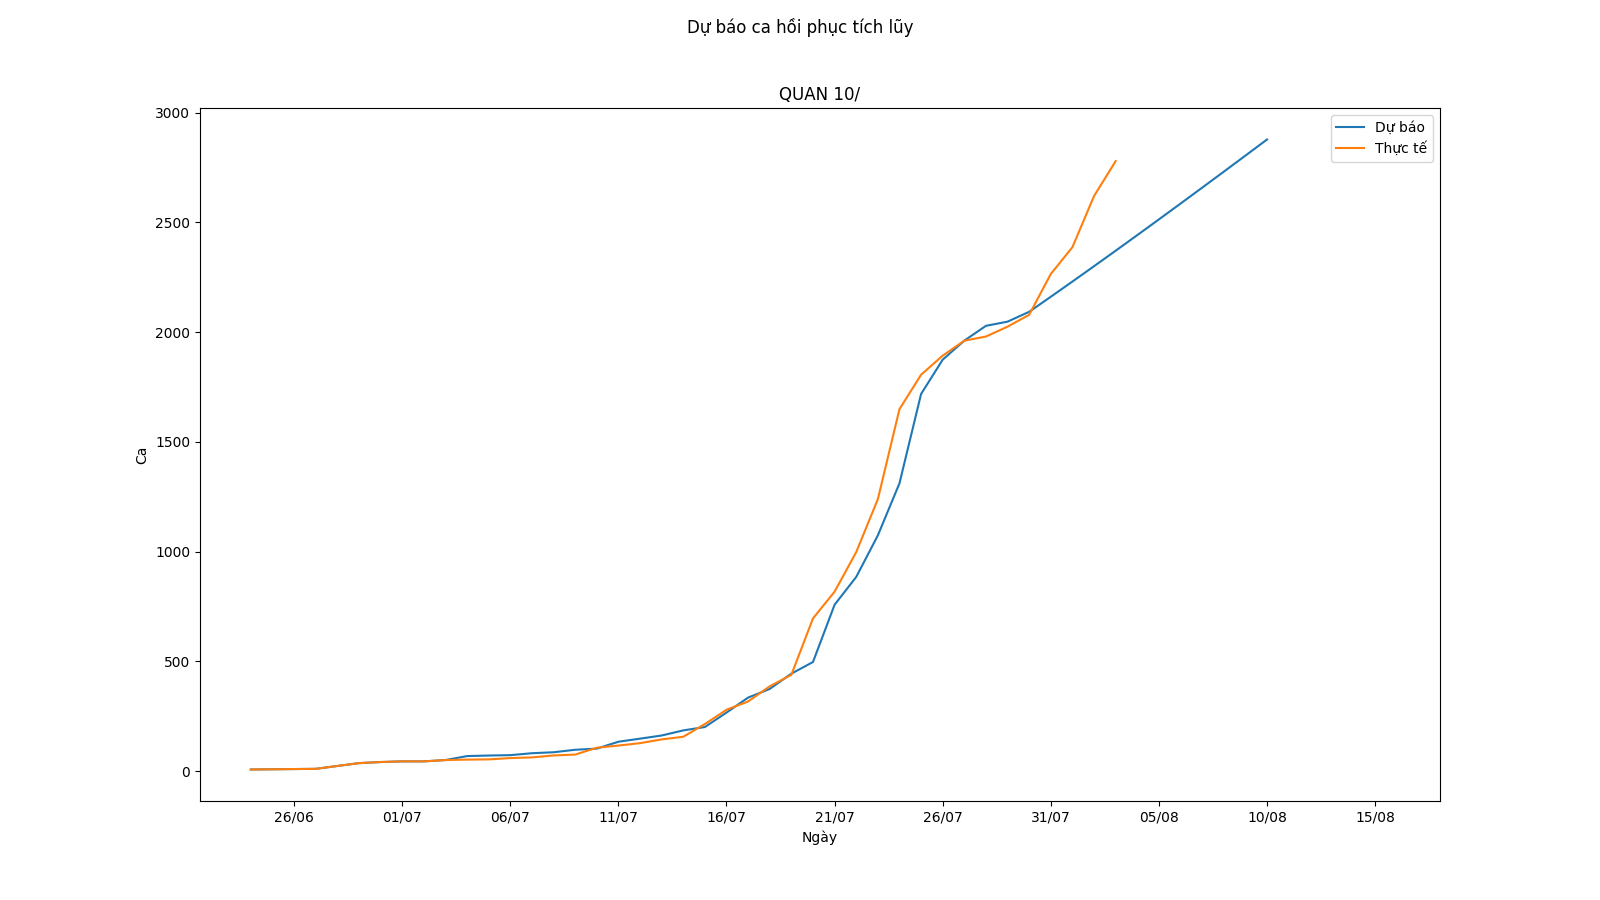 Dự báo ca hồi phục tích lũy
QUAN 10/
Dự báo
Thực tế
3000
2500
2000
1500
1000
500
0
Ca
26/06 01/07 06/07 11/07 16/07 21/07 26/07 31/07 05/08 10/08 15/08
Ngày